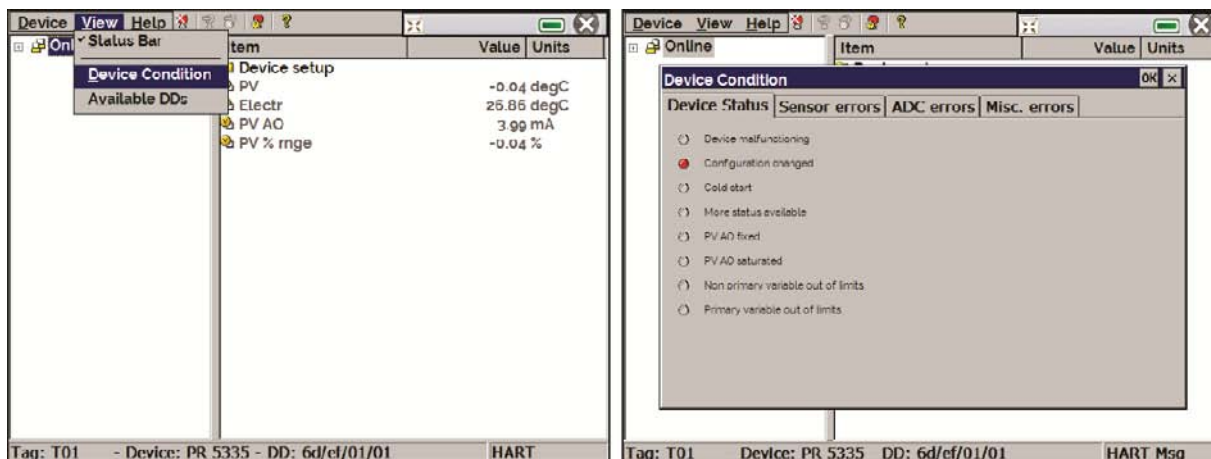 Device View Help
Status Bar
Device Condition
Available DDs
Item Value Units
Device setup
PV -0.04 degC
Electr 26.86 degC
PV AO 3.99 mA
PV % rnge -0.04 %
Tag: T01 - Device: PR 5335 - DD: 6d/ef/01/01 HART
Device View Help
Online
Item Value Units
Device Condition OK
Device Status Sensor errors ADC errors Misc. errors
Device malfunctioning
Configuration changed
Cold start
More status available
PV AO fixed
PV AO saturated
Non primary variable out of limits
Primary variable out of limits
Tag: T01 Device: PR 5335 DD: 6d/ef/01/01 HART Msg